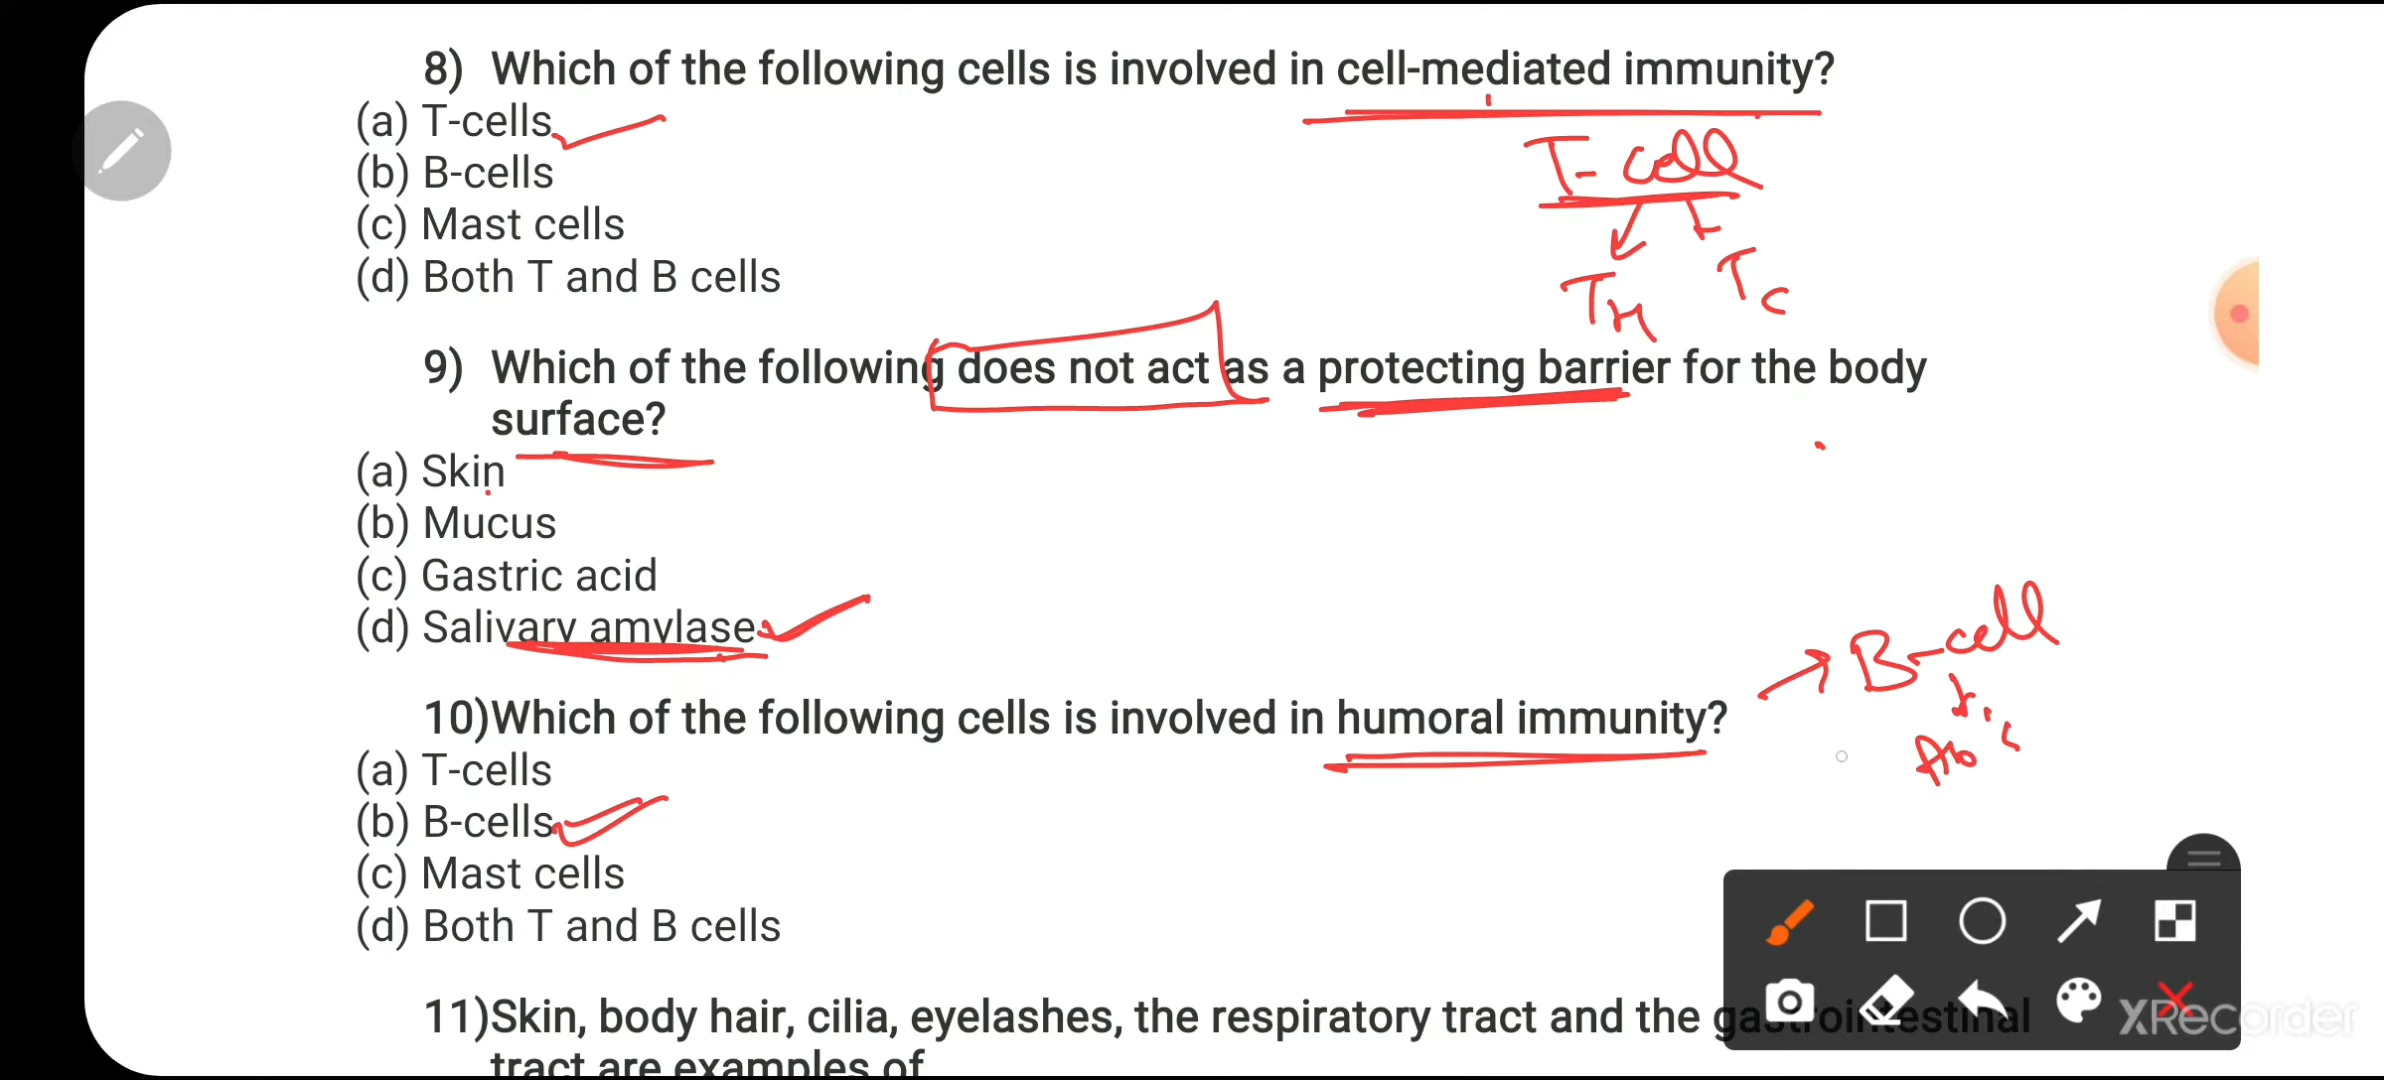 8) Which of the following cells is involved in cell-mediated immunity?
(a) T-cells
T- cell
(b) B-cells
(c) Mast cells
(d) Both T and B cells
TH TC
9) Which of the following does not act as a protecting barrier for the body
surface?
(a) Skin
(b) Mucus
(c) Gastric acid
(d) Salivary amylase
B-cell
10)Which of the following cells is involved in humoral immunity?
(a) T-cells
(b) B-cells
(c) Mast cells
(d) Both T and B cells
11)Skin, body hair, cilia, eyelashes, the respiratory tract and the gastrointestinal
XRecorder
tract are examples of